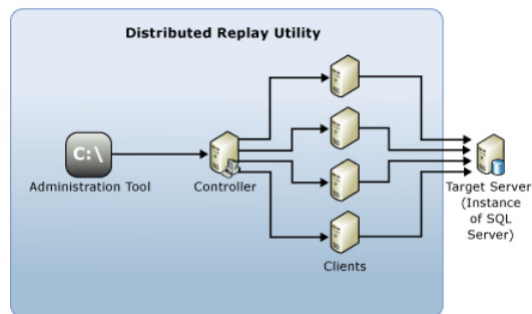 Distributed Replay Utility
C:\
Administration Tool
Controller
Clients
Target Server
(Instance
of SQL
Server)